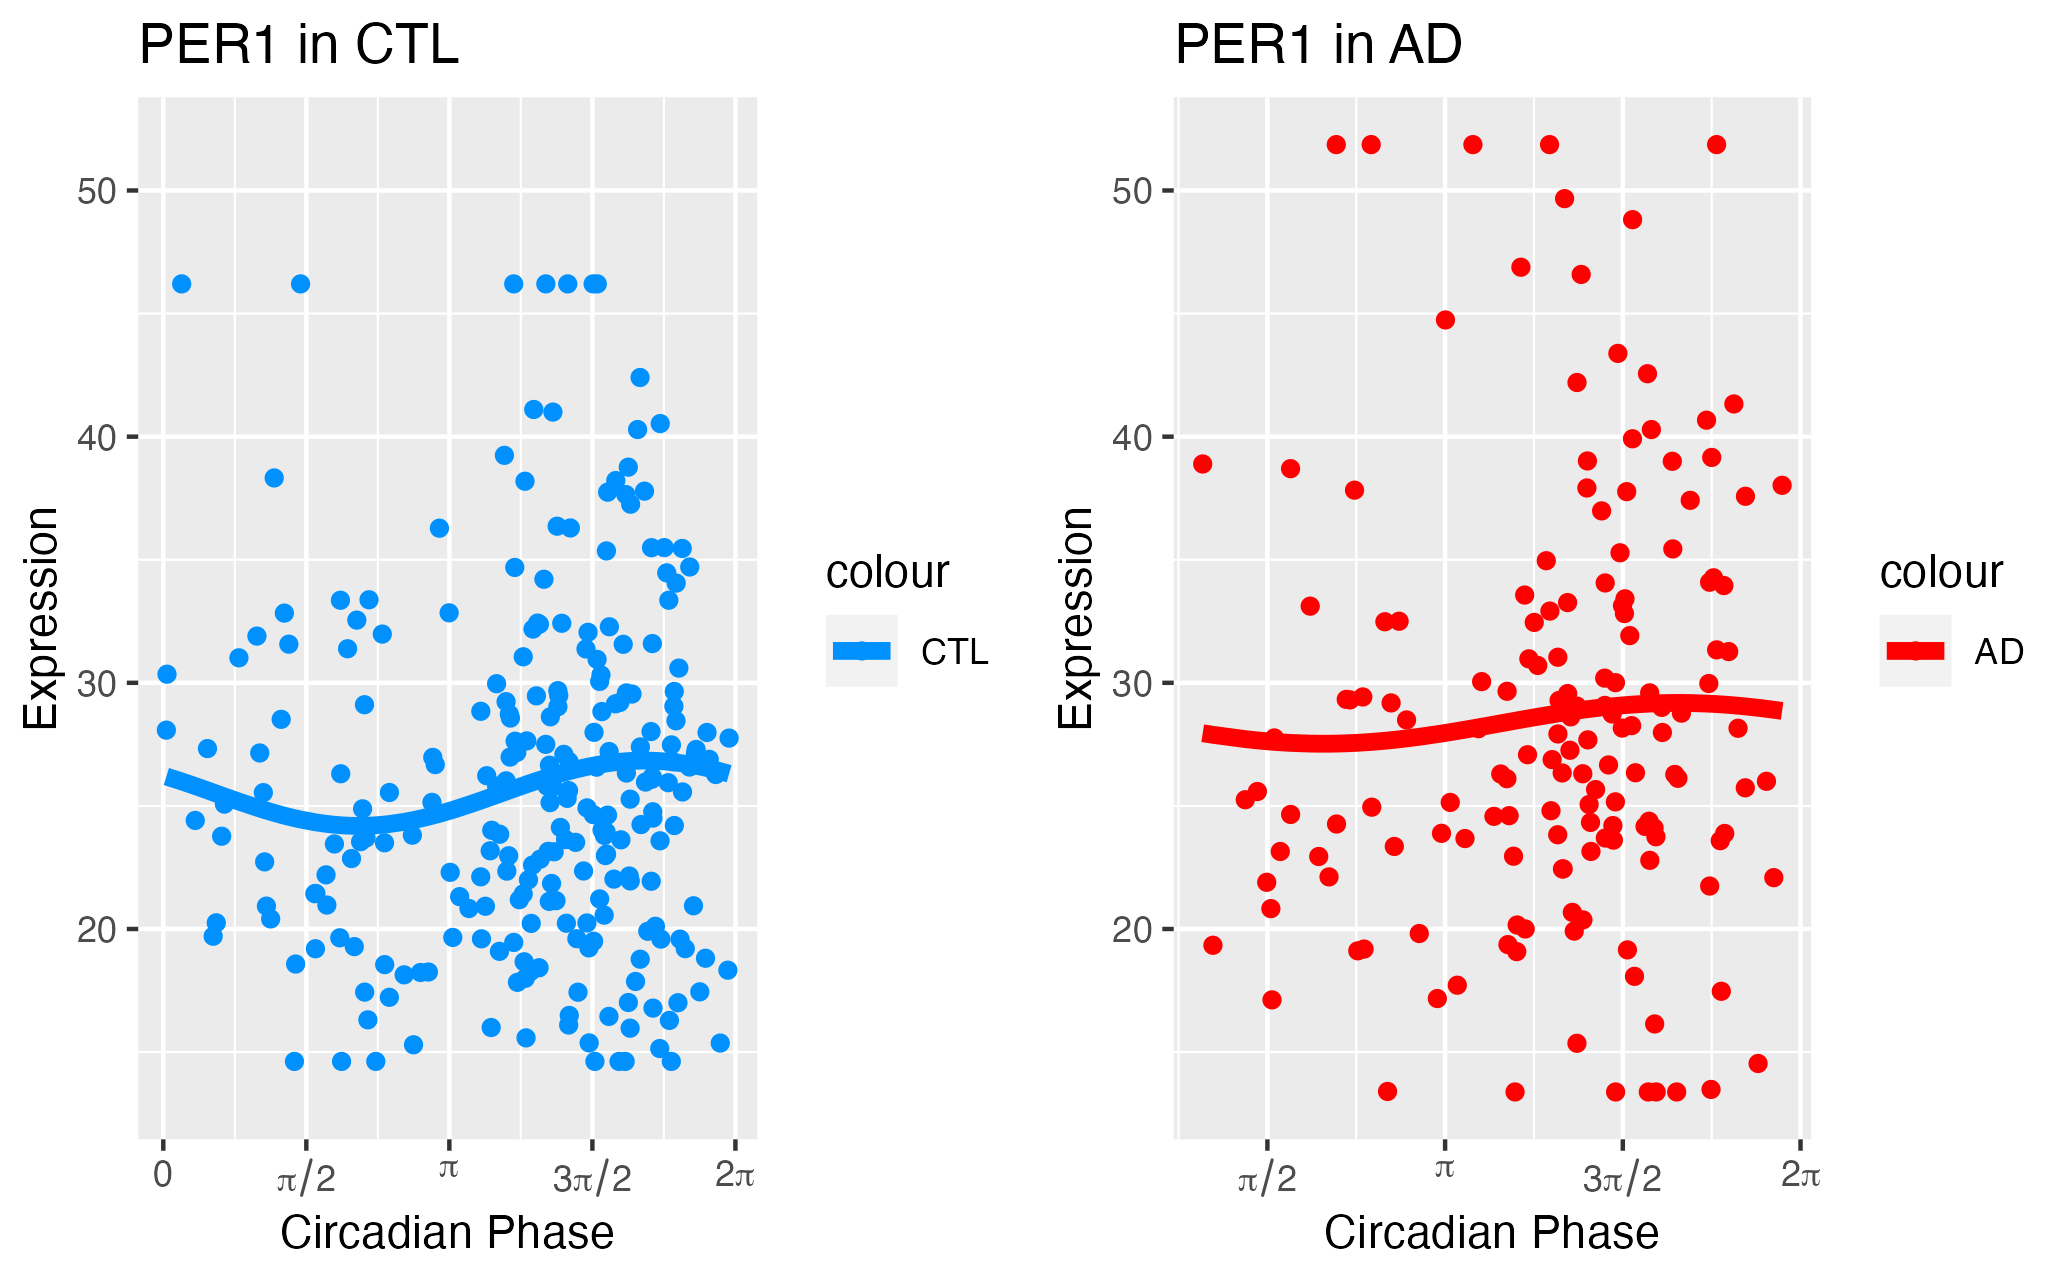 PER1 in CTL
50
40
30
20
Expression
0
π/2
π
3π/2
2π
Circadian Phase
colour
CTL
PER1 in AD
50
40
30
20
Expression
π/2
π
3π/2
2π
Circadian Phase
colour
AD